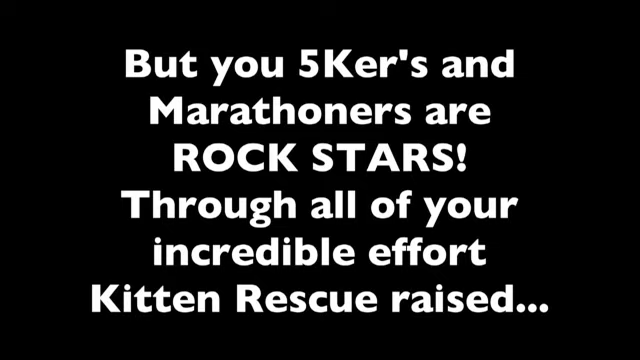 But you 5Ker's and
Marathoners are
ROCK STARS!
Through all of your
incredible effort
Kitten Rescue raised...